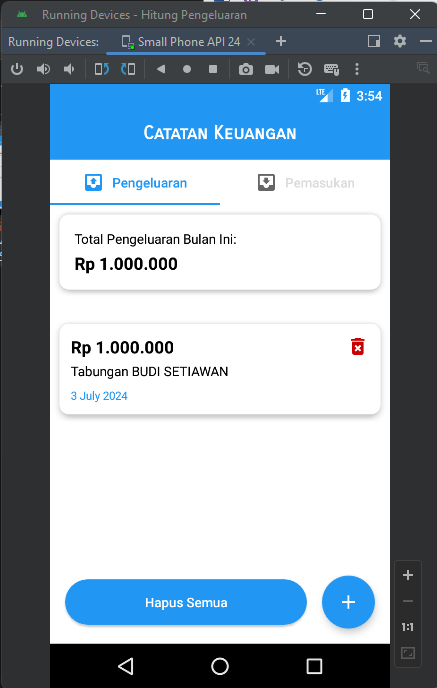 Running Devices - Hitung Pengeluaran
Running Devices:
Small Phone API 24
LTE
3:54
Catatan Keuangan
Pengeluaran
Pemasukan
Total Pengeluaran Bulan Ini:
Rp 1.000.000
Rp 1.000.000
Tabungan BUDI SETIAWAN
3 July 2024
Hapus Semua
1:1